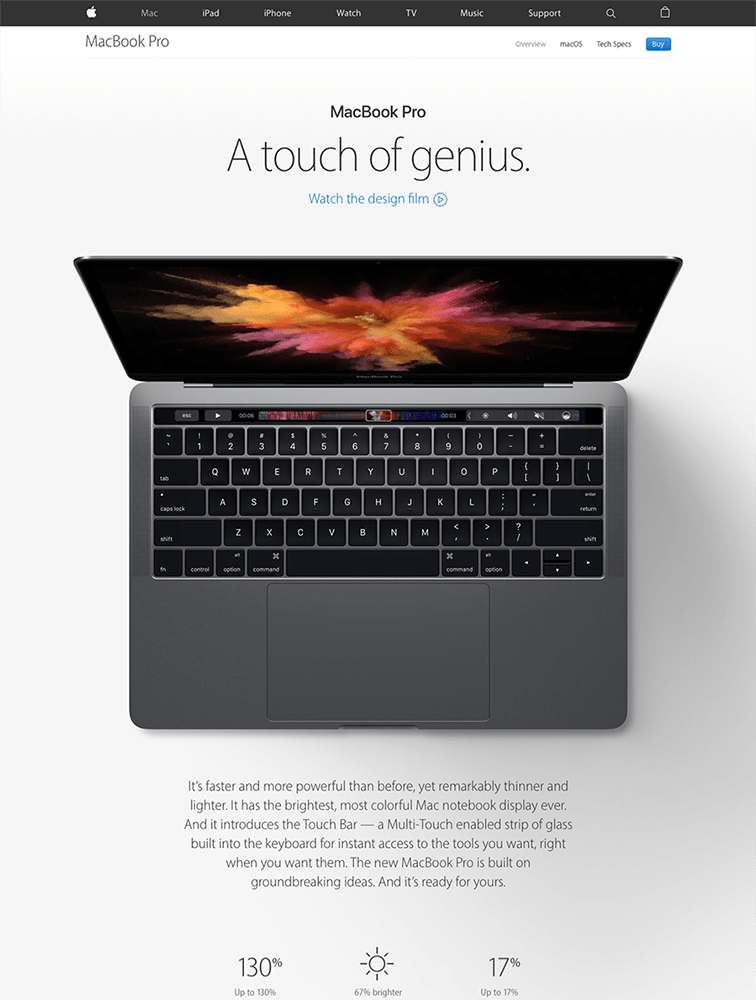 Mac iPad iPhone Watch TV Music Support
MacBook Pro
Overview macOS Tech Specs Buy
MacBook Pro
A touch of genius.
Watch the design film
MacBook Pro
esc 00:06 -00:03
~ ! @ # $ % ^ & * ( ) _ +
` 1 2 3 4 5 6 7 8 9 0 - = delete
tab Q W E R T Y U I O P { [ } ] | \
caps lock A S D F G H J K L : ; " ' enter return
shift Z X C V B N M < , > . ? / shift
fn control alt option ⌘ command ⌘ command alt option
It's faster and more powerful than before, yet remarkably thinner and
lighter. It has the brightest, most colorful Mac notebook display ever.
And it introduces the Touch Bar — a Multi-Touch enabled strip of glass
built into the keyboard for instant access to the tools you want, right
when you want them. The new MacBook Pro is built on
groundbreaking ideas. And it's ready for yours.
130% 17%
Up to 130% 67% brighter Up to 17%